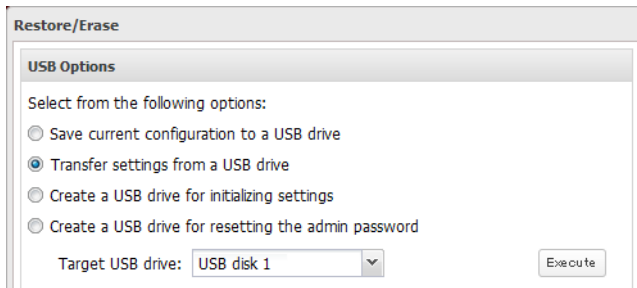 Restore/Erase
USB Options
Select from the following options:
Save current configuration to a USB drive
Transfer settings from a USB drive
Create a USB drive for initializing settings
Create a USB drive for resetting the admin password
Target USB drive: USB disk 1 Execute